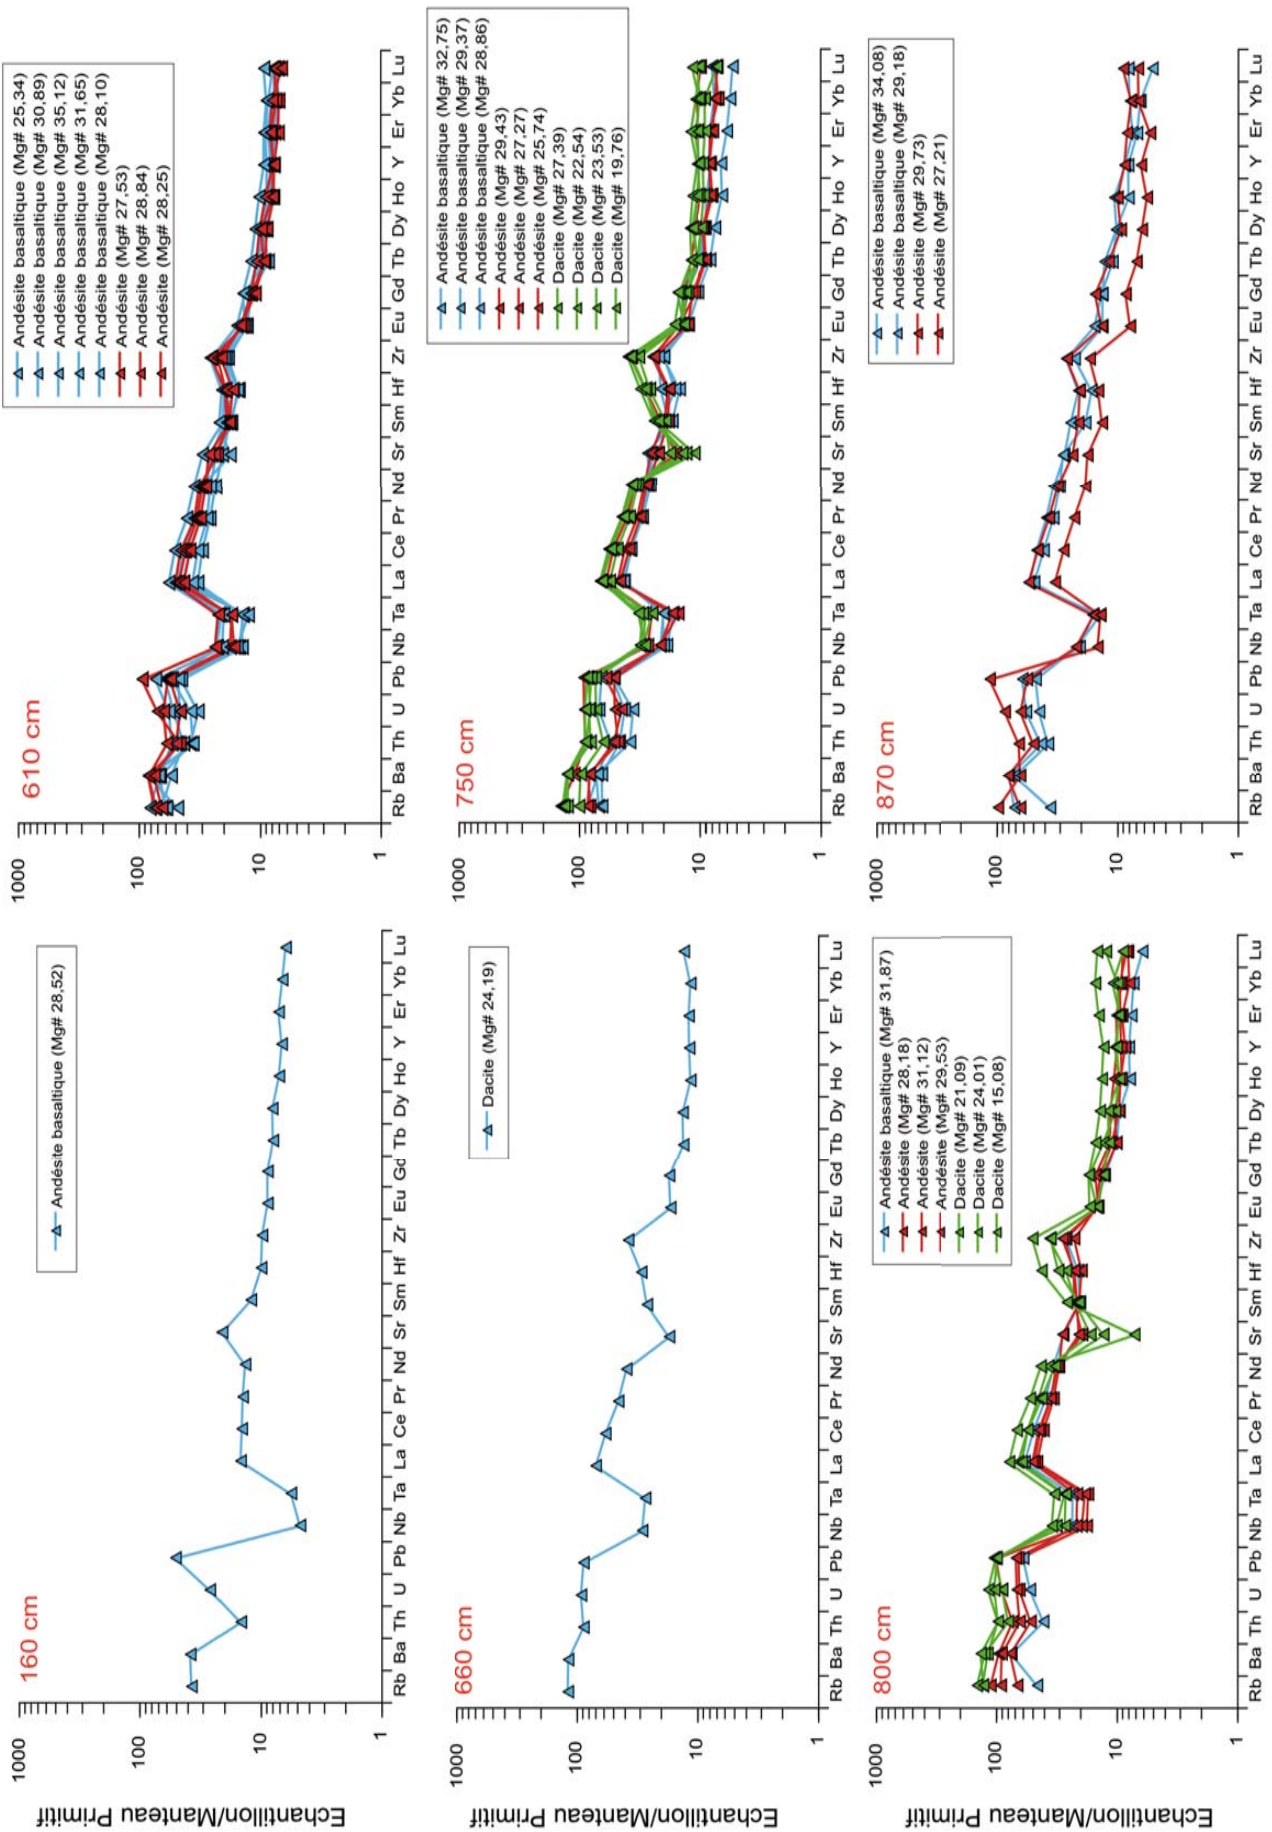 160 cm
Andésite basaltique (Mg# 28,52)
1000
100
10
1
Echantillon/Manteau Primitif
Rb Ba Th U Pb Nb Ta La Ce Pr Nd Sr Sm Hf Zr Eu Gd Tb Dy Ho Y Er Yb Lu
610 cm
Andésite basaltique (Mg# 25,34)
Andésite basaltique (Mg# 30,89)
Andésite basaltique (Mg# 35,12)
Andésite basaltique (Mg# 31,65)
Andésite basaltique (Mg# 28,10)
Andésite (Mg# 27,53)
Andésite (Mg# 28,84)
Andésite (Mg# 28,25)
1000
100
10
1
Rb Ba Th U Pb Nb Ta La Ce Pr Nd Sr Sm Hf Zr Eu Gd Tb Dy Ho Y Er Yb Lu
660 cm
Dacite (Mg# 24,19)
1000
100
10
1
Echantillon/Manteau Primitif
Rb Ba Th U Pb Nb Ta La Ce Pr Nd Sr Sm Hf Zr Eu Gd Tb Dy Ho Y Er Yb Lu
750 cm
Andésite basaltique (Mg# 32,75)
Andésite basaltique (Mg# 29,37)
Andésite basaltique (Mg# 28,86)
Andésite (Mg# 29,43)
Andésite (Mg# 27,27)
Andésite (Mg# 25,74)
Dacite (Mg# 27,39)
Dacite (Mg# 22,54)
Dacite (Mg# 23,53)
Dacite (Mg# 19,76)
1000
100
10
1
Rb Ba Th U Pb Nb Ta La Ce Pr Nd Sr Sm Hf Zr Eu Gd Tb Dy Ho Y Er Yb Lu
800 cm
Andésite basaltique (Mg# 31,87)
Andésite (Mg# 28,18)
Andésite (Mg# 31,12)
Andésite (Mg# 29,53)
Dacite (Mg# 21,09)
Dacite (Mg# 24,01)
Dacite (Mg# 15,08)
1000
100
10
1
Echantillon/Manteau Primitif
Rb Ba Th U Pb Nb Ta La Ce Pr Nd Sr Sm Hf Zr Eu Gd Tb Dy Ho Y Er Yb Lu
870 cm
Andésite basaltique (Mg# 34,08)
Andésite basaltique (Mg# 29,18)
Andésite (Mg# 29,73)
Andésite (Mg# 27,21)
1000
100
10
1
Rb Ba Th U Pb Nb Ta La Ce Pr Nd Sr Sm Hf Zr Eu Gd Tb Dy Ho Y Er Yb Lu